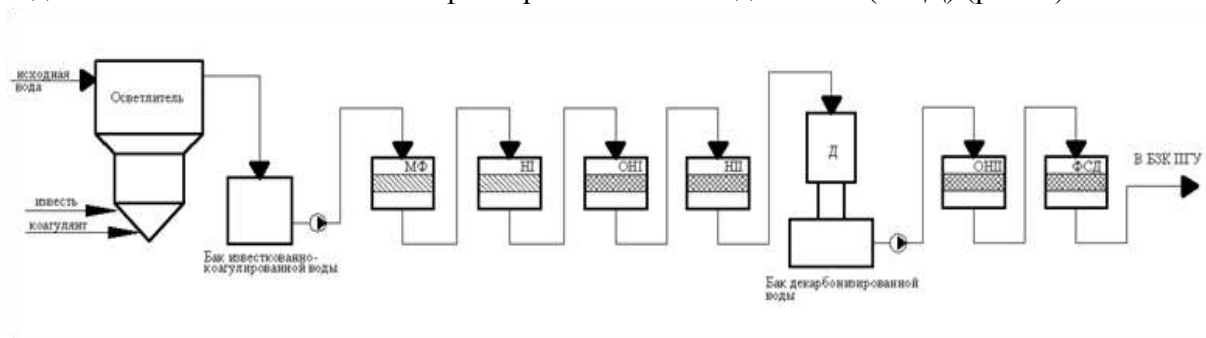 исходная
вода
Осветлитель
известь
коагулянт
Бак известкованно-
коагулированной воды
МФ
НI
ОНI
НII
Д
Бак декарбонизированной
воды
ОНII
ФСД
В БЗК ПГУ